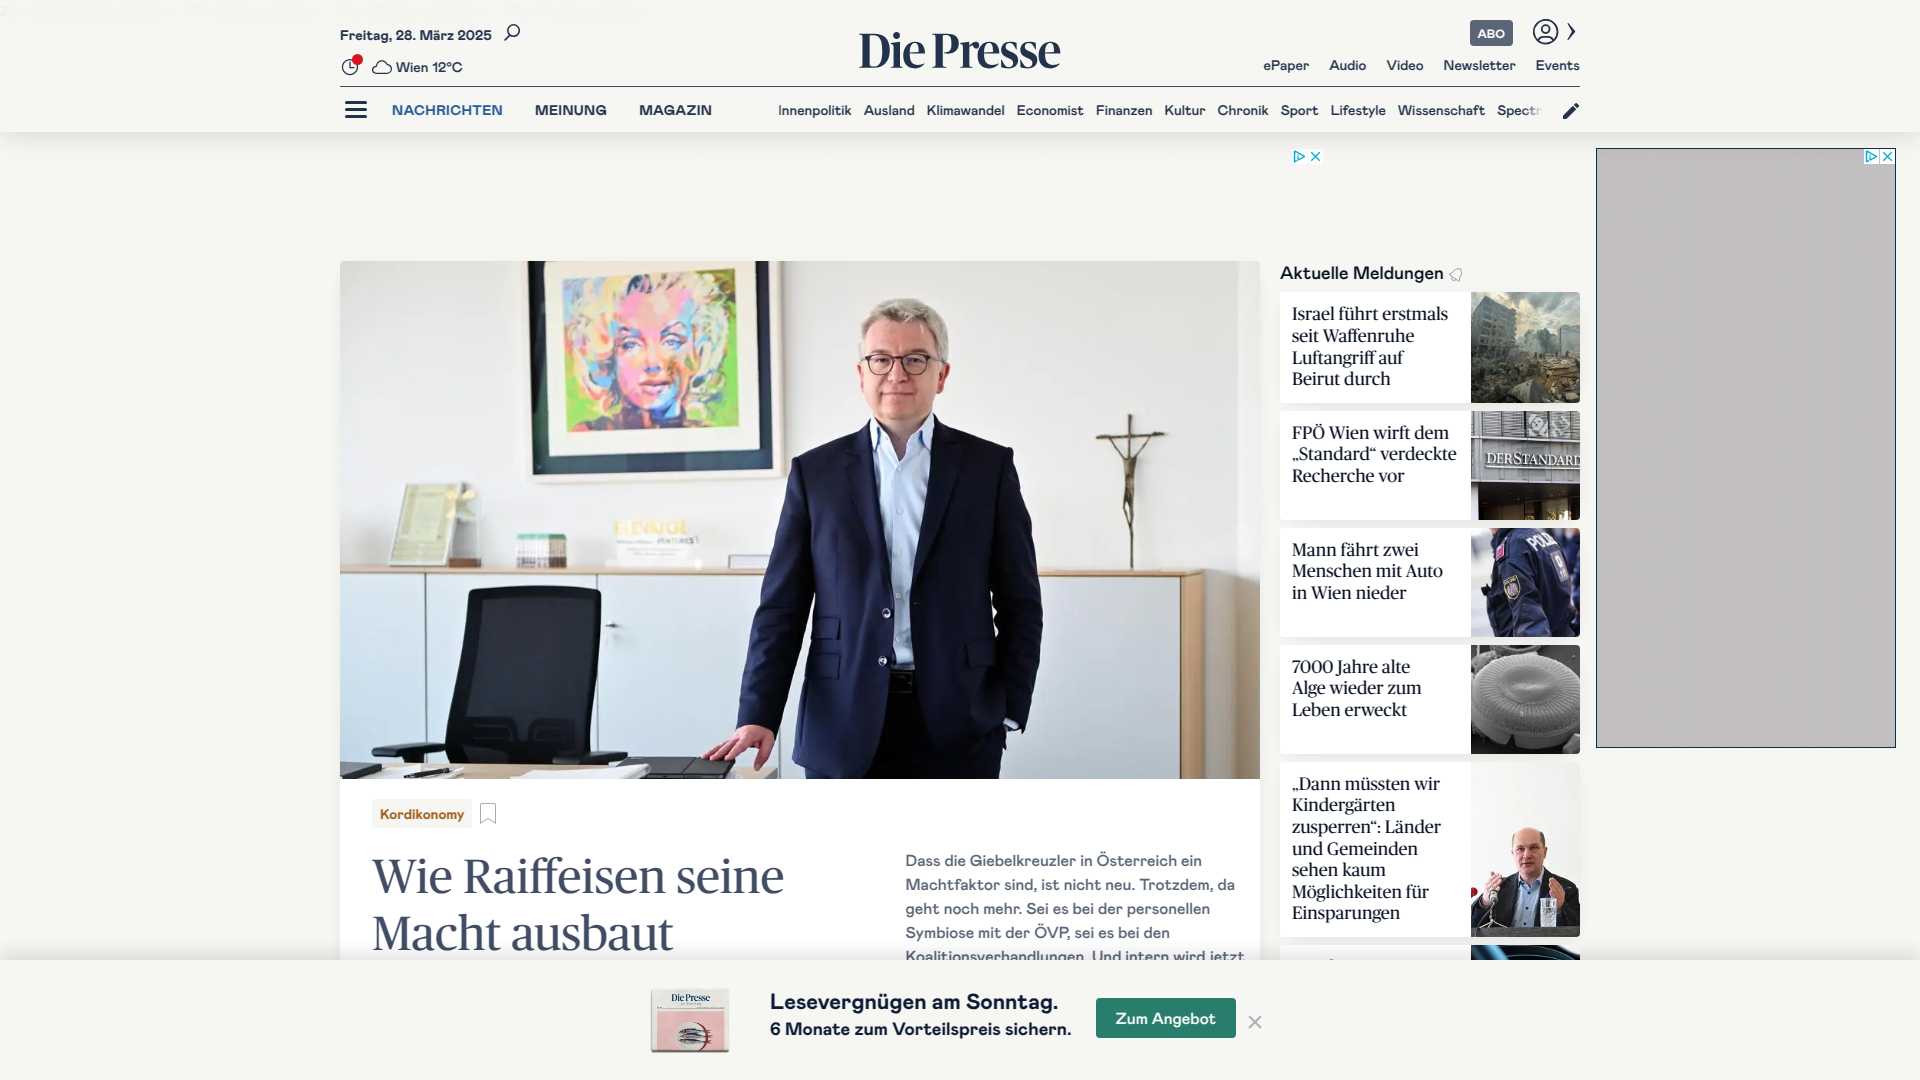 Freitag, 28. März 2025
Wien 12°C
Die Presse
ABO
ePaper Audio Video Newsletter Events
NACHRICHTEN MEINUNG MAGAZIN
Innenpolitik Ausland Klimawandel Economist Finanzen Kultur Chronik Sport Lifestyle Wissenschaft
Kordikonomy
Wie Raiffeisen seine
Macht ausbaut
Dass die Giebelkreuzler in Österreich ein
Machtfaktor sind, ist nicht neu. Trotzdem, da
geht noch mehr. Sei es bei der personellen
Symbiose mit der ÖVP, sei es bei den
Koalitionsverhandlungen. Und intern wird jetzt
Aktuelle Meldungen
Israel führt erstmals
seit Waffenruhe
Luftangriff auf
Beirut durch
FPÖ Wien wirft dem
„Standard“ verdeckte
Recherche vor
DERSTANDARD
Mann fährt zwei
Menschen mit Auto
in Wien nieder
7000 Jahre alte
Alge wieder zum
Leben erweckt
„Dann müssten wir
Kindergärten
zusperren“: Länder
und Gemeinden
sehen kaum
Möglichkeiten für
Einsparungen
Die Presse
Lesevergnügen am Sonntag.
6 Monate zum Vorteilspreis sichern.
Zum Angebot